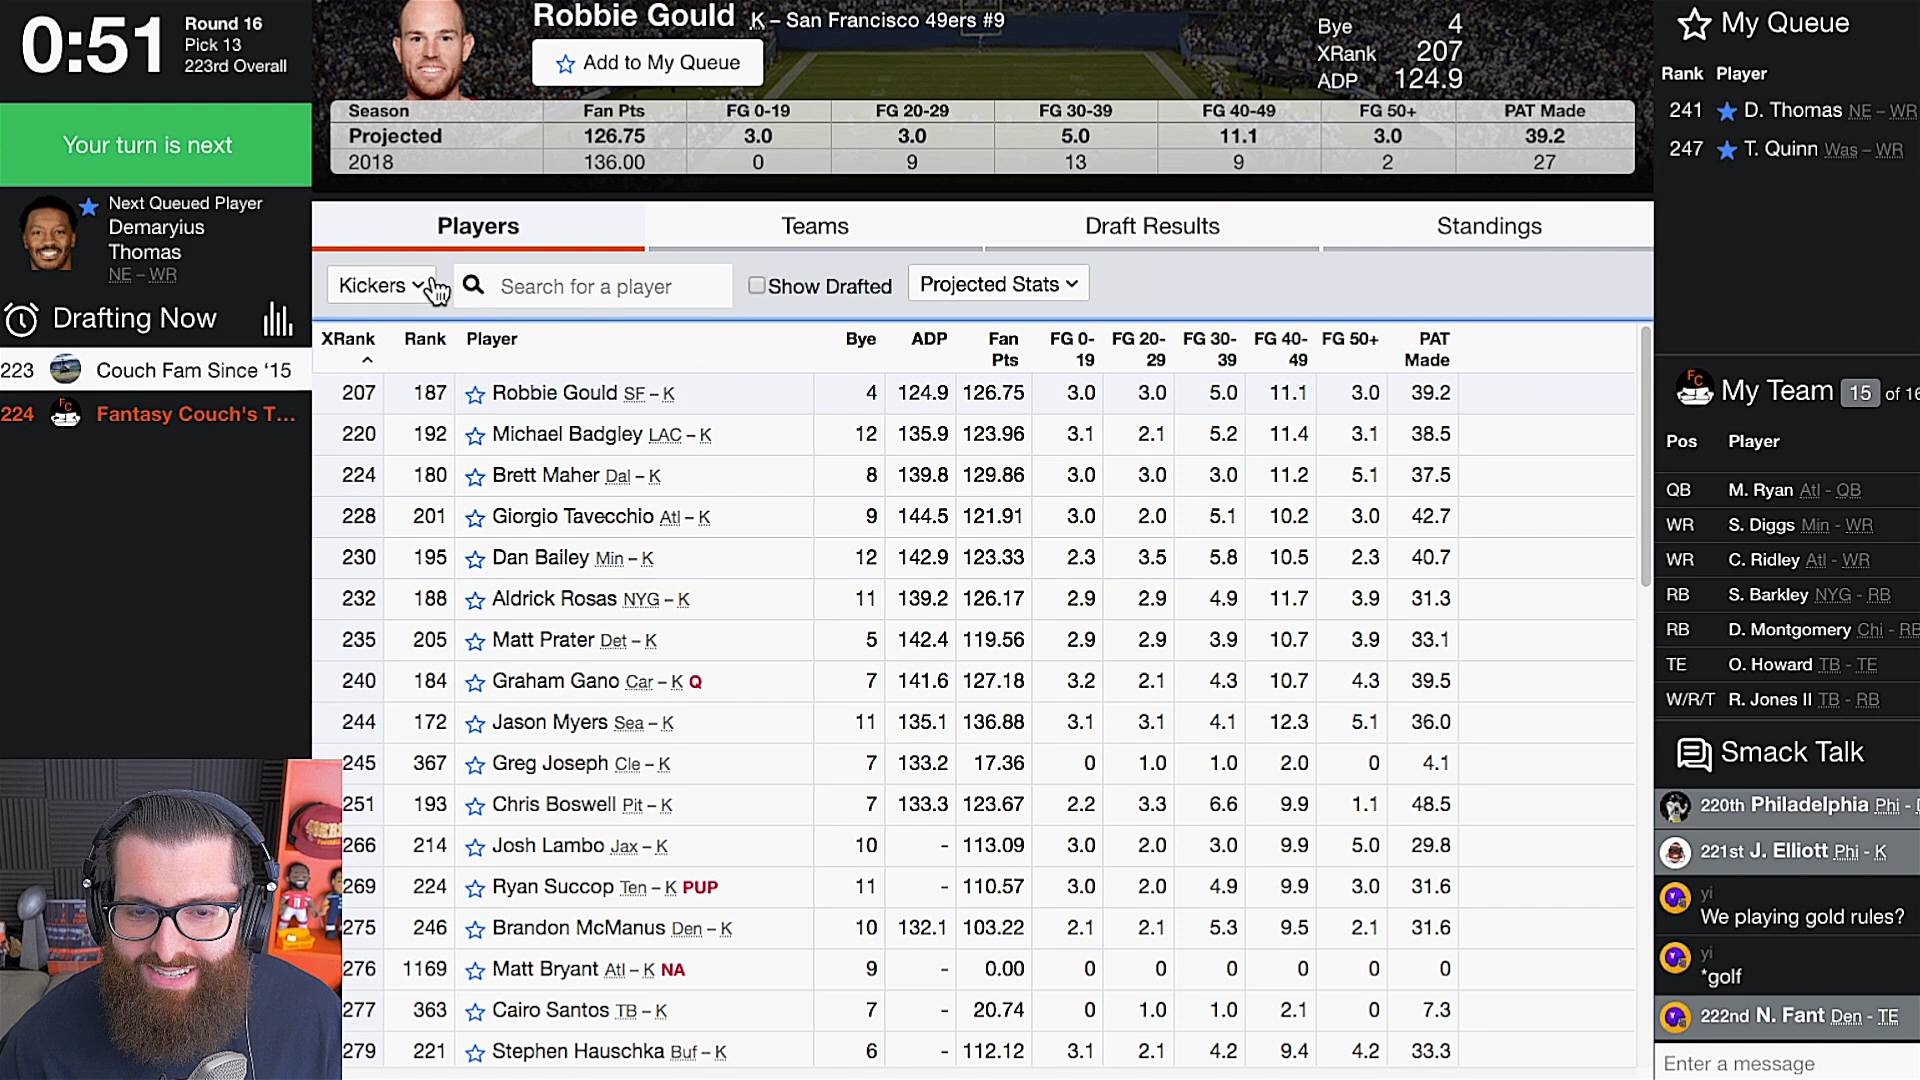 0:51
Round 16
Pick 13
223rd Overall
Your turn is next
Next Queued Player
Demaryius
Thomas
NE – WR
Drafting Now
223 Couch Fam Since ‘15
224 Fantasy Couch's T...
Robbie Gould K – San Francisco 49ers #9
Add to My Queue
Bye 4
XRank 207
ADP 124.9
Season Fan Pts FG 0-19 FG 20-29 FG 30-39 FG 40-49 FG 50+ PAT Made
Projected 126.75 3.0 3.0 5.0 11.1 3.0 39.2
2018 136.00 0 9 13 9 2 27
Players Teams Draft Results Standings
Kickers Search for a player Show Drafted Projected Stats
XRank Rank Player Bye ADP Fan FG 0- FG 20- FG 30- FG 40- FG 50+ PAT
Pts 19 29 39 49 Made
207 187 Robbie Gould SF – K 4 124.9 126.75 3.0 3.0 5.0 11.1 3.0 39.2
220 192 Michael Badgley LAC – K 12 135.9 123.96 3.1 2.1 5.2 11.4 3.1 38.5
224 180 Brett Maher Dal – K 8 139.8 129.86 3.0 3.0 3.0 11.2 5.1 37.5
228 201 Giorgio Tavecchio Atl – K 9 144.5 121.91 3.0 2.0 5.1 10.2 3.0 42.7
230 195 Dan Bailey Min – K 12 142.9 123.33 2.3 3.5 5.8 10.5 2.3 40.7
232 188 Aldrick Rosas NYG – K 11 139.2 126.17 2.9 2.9 4.9 11.7 3.9 31.3
235 205 Matt Prater Det – K 5 142.4 119.56 2.9 2.9 3.9 10.7 3.9 33.1
240 184 Graham Gano Car – K Q 7 141.6 127.18 3.2 2.1 4.3 10.7 4.3 39.5
244 172 Jason Myers Sea – K 11 135.1 136.88 3.1 3.1 4.1 12.3 5.1 36.0
245 367 Greg Joseph Cle – K 7 133.2 17.36 0 1.0 1.0 2.0 0 4.1
251 193 Chris Boswell Pit – K 7 133.3 123.67 2.2 3.3 6.6 9.9 1.1 48.5
266 214 Josh Lambo Jax – K 10 - 113.09 3.0 2.0 3.0 9.9 5.0 29.8
269 224 Ryan Succop Ten – K PUP 11 - 110.57 3.0 2.0 4.9 9.9 3.0 31.6
275 246 Brandon McManus Den – K 10 132.1 103.22 2.1 2.1 5.3 9.5 2.1 31.6
276 1169 Matt Bryant Atl – K NA 9 - 0.00 0 0 0 0 0 0
277 363 Cairo Santos TB – K 7 - 20.74 0 1.0 1.0 2.1 0 7.3
279 221 Stephen Hauschka Buf – K 6 - 112.12 3.1 2.1 4.2 9.4 4.2 33.3
My Queue
Rank Player
241 D. Thomas NE – WR
247 T. Quinn Was – WR
My Team 15 of 16
Pos Player
QB M. Ryan Atl - QB
WR S. Diggs Min - WR
WR C. Ridley Atl - WR
RB S. Barkley NYG - RB
RB D. Montgomery Chi - RB
TE O. Howard TB - TE
W/R/T R. Jones II TB - RB
Smack Talk
220th Philadelphia Phi -
221st J. Elliott Phi - K
yi
We playing gold rules?
yi
*golf
222nd N. Fant Den - TE
Enter a message